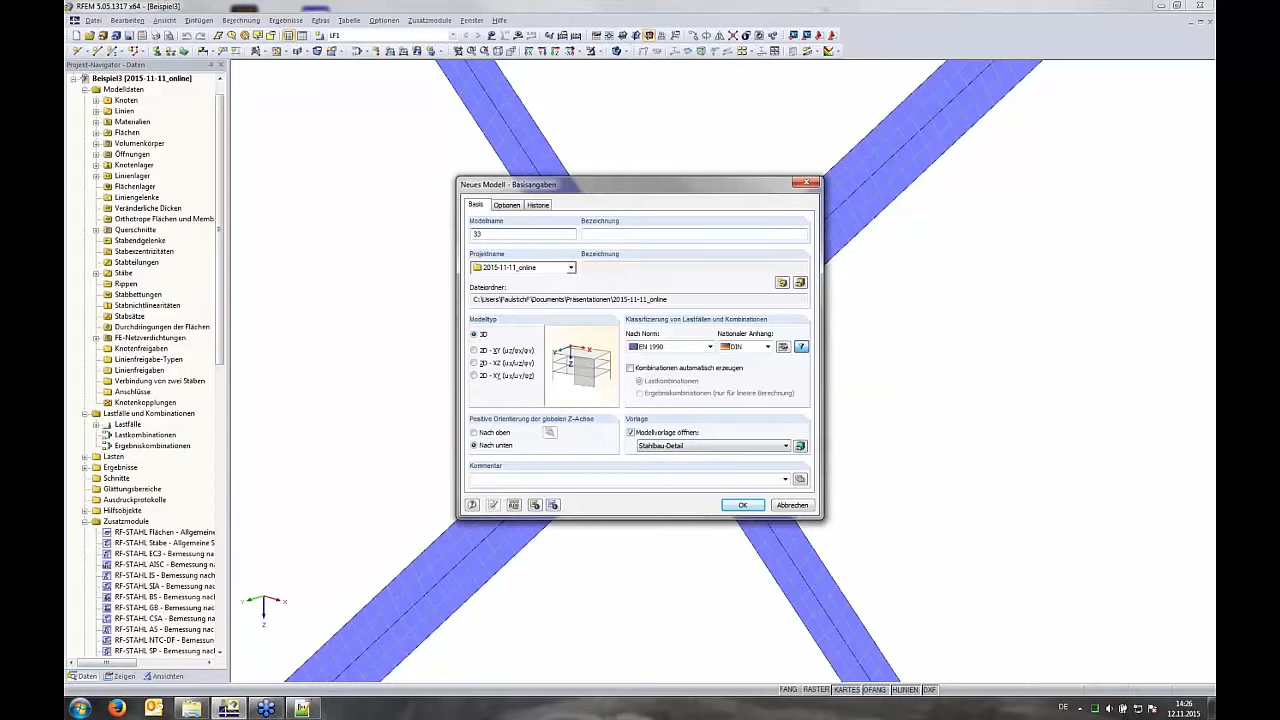 RFEM 5.05.1317 x64 - [Beispiel3]
Datei Bearbeiten Ansicht Einfügen Berechnung Ergebnisse Extras Tabelle Optionen Zusatzmodule Fenster Hilfe
LF1
Projekt-Navigator - Daten
Beispiel3 [2015-11-11_online]
Modelldaten
Knoten
Linien
Materialien
Flächen
Volumenkörper
Öffnungen
Knotenlager
Linienlager
Flächenlager
Liniengelenke
Veränderliche Dicken
Orthotrope Flächen und Memb
Querschnitte
Stabendgelenke
Stabexzentrizitäten
Stabteilungen
Stäbe
Rippen
Stabbettungen
Stabnichtlinearitäten
Stabsätze
Durchdringungen der Flächen
FE-Netzverdichtungen
Knotenfreigaben
Linienfreigabe-Typen
Linienfreigaben
Verbindung von zwei Stäben
Anschlüsse
Knotenkopplungen
Lastfälle und Kombinationen
Lastfälle
Lastkombinationen
Ergebniskombinationen
Lasten
Ergebnisse
Schnitte
Glättungsbereiche
Ausdruckprotokolle
Hilfsobjekte
Zusatzmodule
RF-STAHL Flächen - Allgemeine
RF-STAHL Stäbe - Allgemeine S
RF-STAHL EC3 - Bemessung nac
RF-STAHL AISC - Bemessung na
RF-STAHL IS - Bemessung nach
RF-STAHL SIA - Bemessung nac
RF-STAHL BS - Bemessung nacl
RF-STAHL GB - Bemessung nac
RF-STAHL CSA - Bemessung nac
RF-STAHL AS - Bemessung nach
RF-STAHL NTC-DF - Bemessun
RF-STAHL SP - Bemessung nac
Daten Zeigen Ansichten
Neues Modell - Basisangaben
Basis Optionen Historie
Modellname Bezeichnung
33
Projektname Bezeichnung
2015-11-11_online
Dateiordner:
C:\Users\FaulstichF\Documents\Präsentationen\2015-11-11_online
Modelltyp
3D
2D - XY (uz/φx/φy)
2D - XZ (ux/uz/φy)
2D - XY (ux/uy/φz)
Klassifizierung von Lastfällen und Kombinationen
Nach Norm: Nationaler Anhang:
EN 1990 DIN
Kombinationen automatisch erzeugen
Lastkombinationen
Ergebniskombinationen (nur für lineare Berechnung)
Positive Orientierung der globalen Z-Achse
Nach oben
Nach unten
Vorlage
Modellvorlage öffnen:
Stahlbau-Detail
Kommentar
OK Abbrechen
Y X
Z
FANG RASTER KARTES OFANG HLINIEN DXF
DE
14:26
12.11.2015